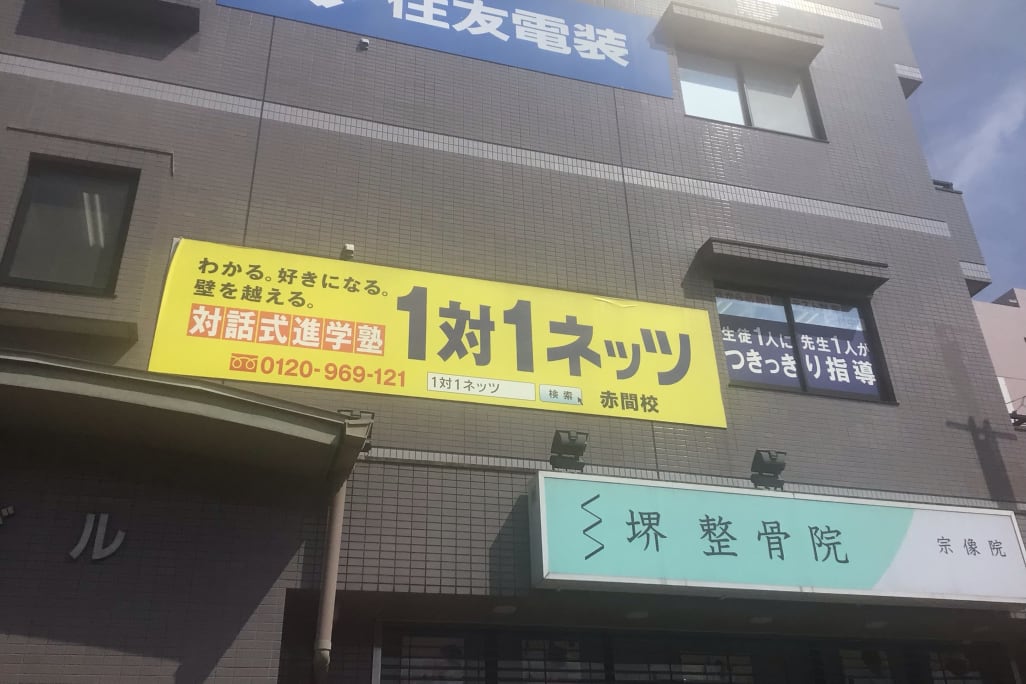 住友電装
わかる。好きになる。
壁を越える。
対話式進学塾
1対1ネッツ
0120-969-121
1対1ネッツ
検索
赤間校
生徒1人に 先生1人が
つきっきり指導
堺 整骨院
宗像院
ル